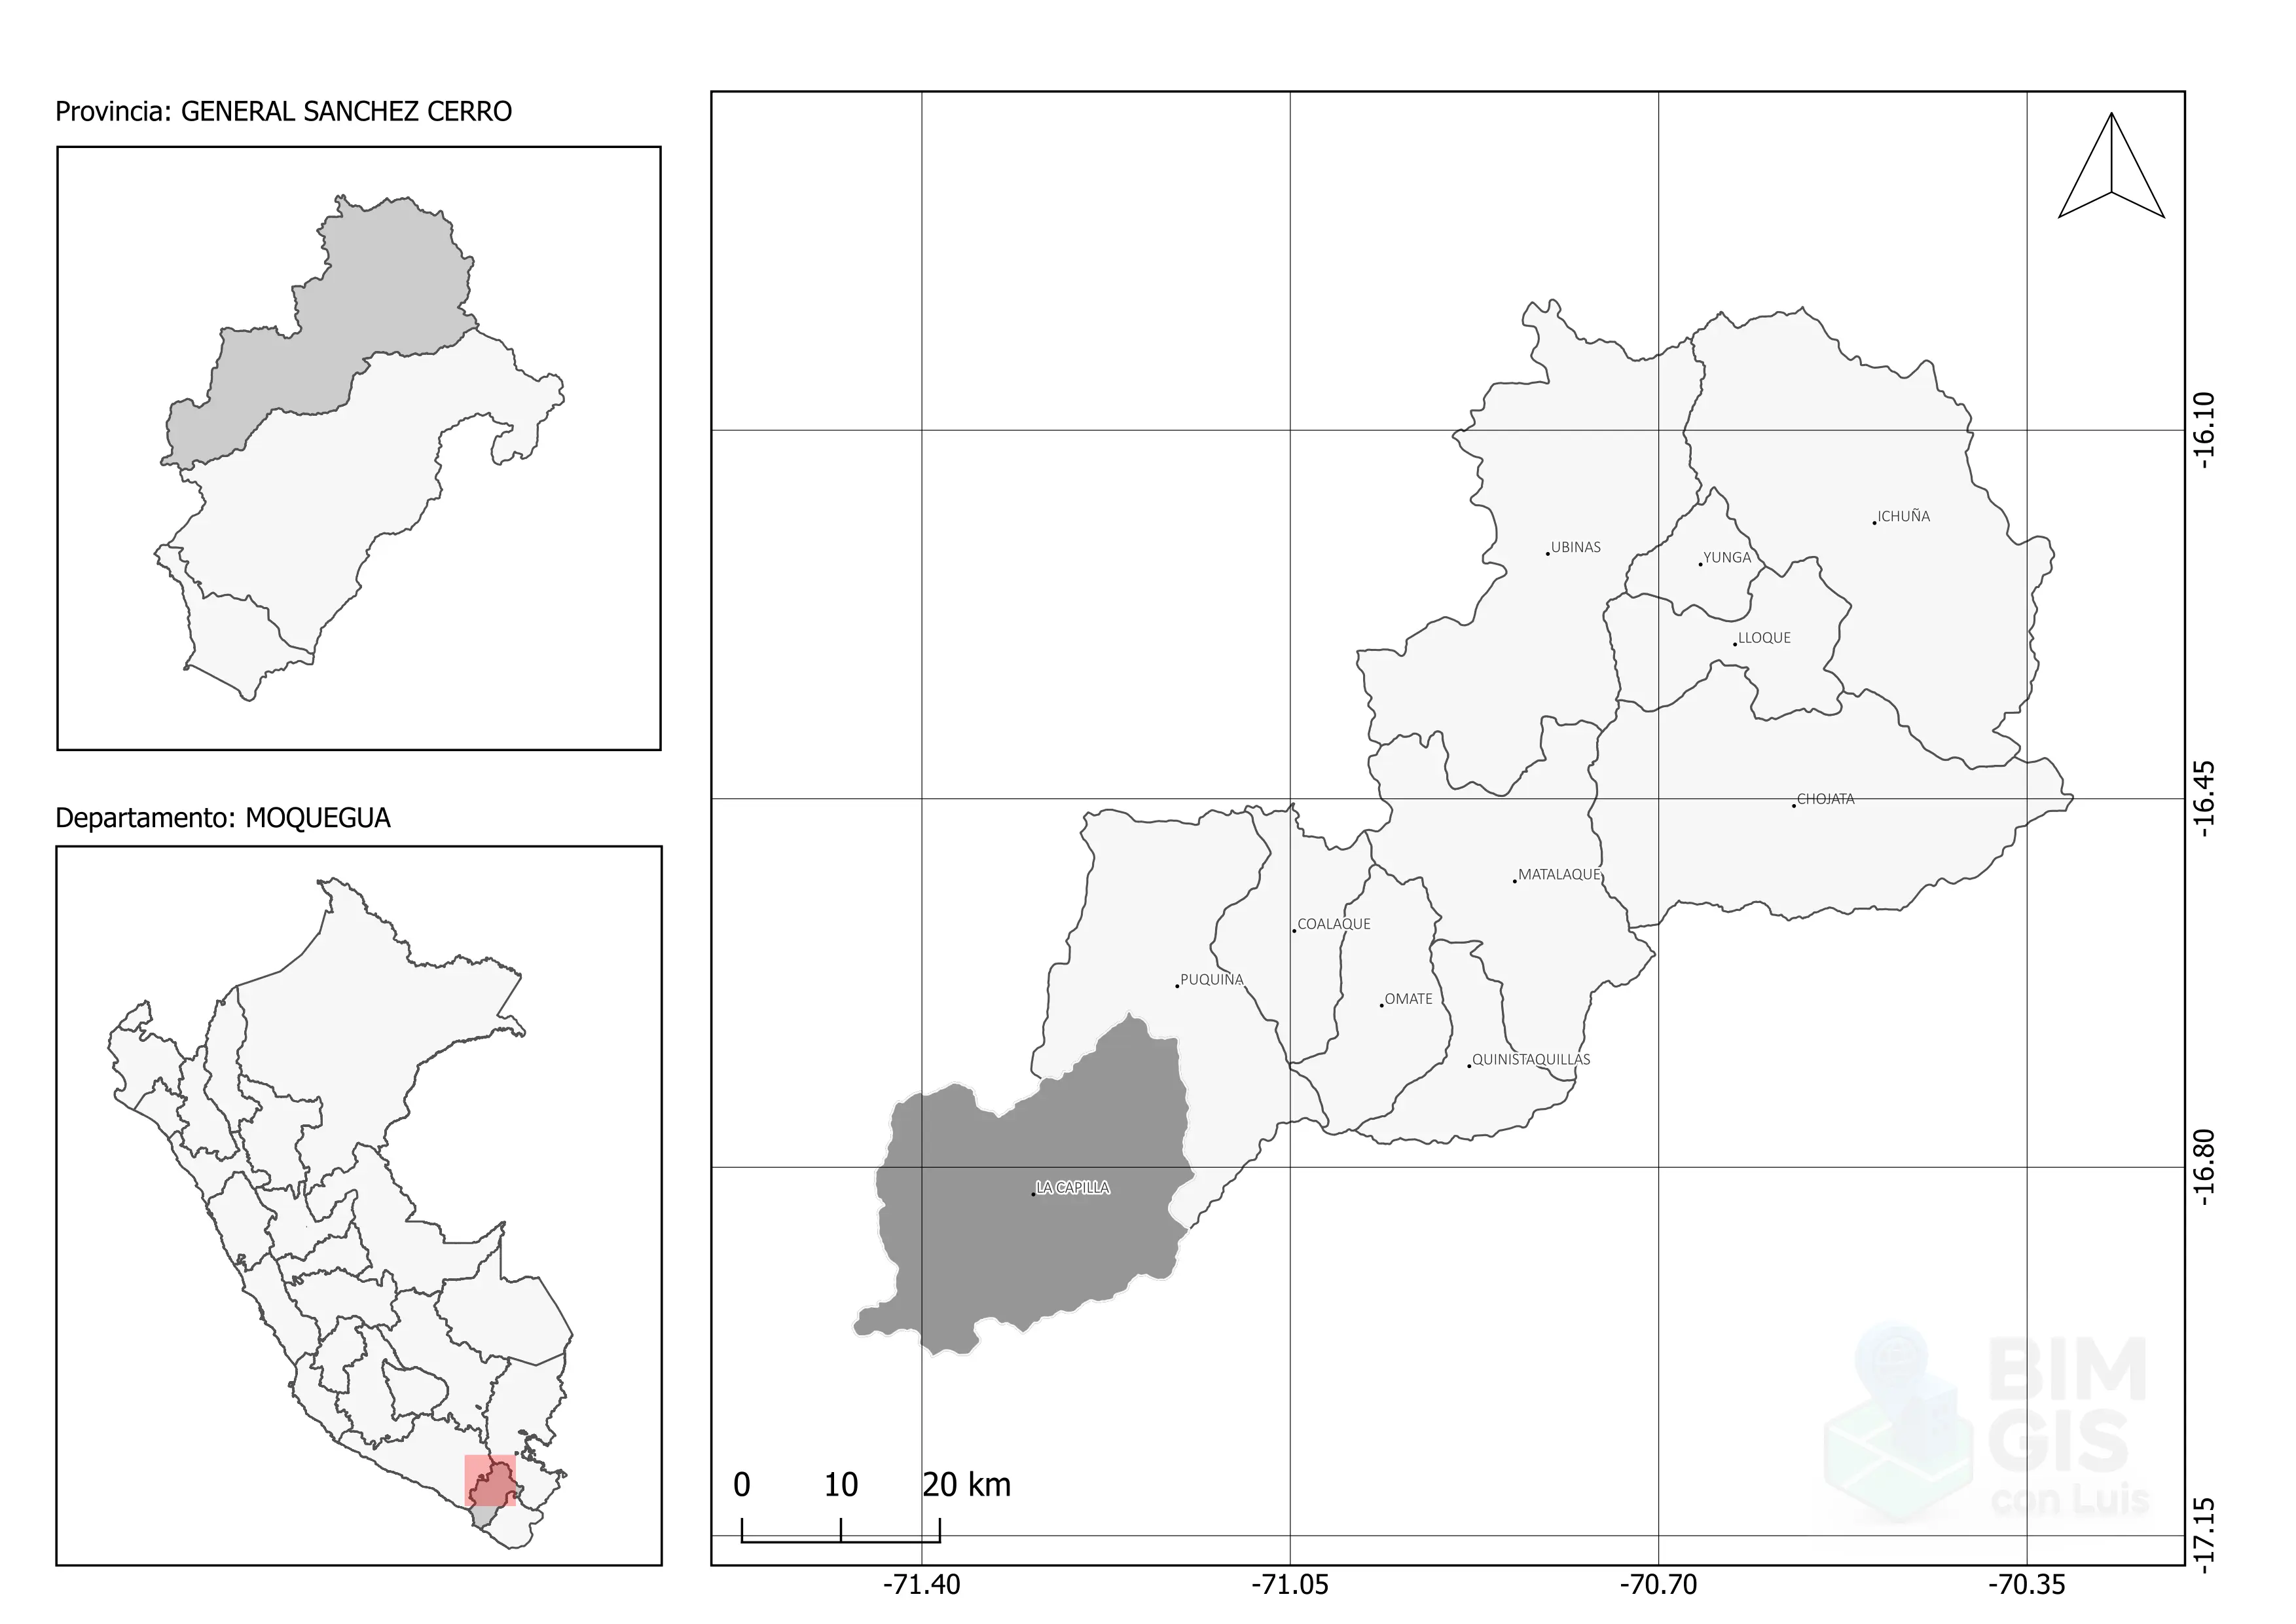 Provincia: GENERAL SANCHEZ CERRO
Departamento: MOQUEGUA
ICHUÑA
UBINAS
YUNGA
LLOQUE
CHOJATA
MATALAQUE
COALAQUE
PUQUINA
OMATE
QUINISTAQUILLAS
LA CAPILLA
-16.10
-16.45
-16.80
-17.15
0 10 20 km
-71.40 -71.05 -70.70 -70.35
BIM
GIS
con Luis